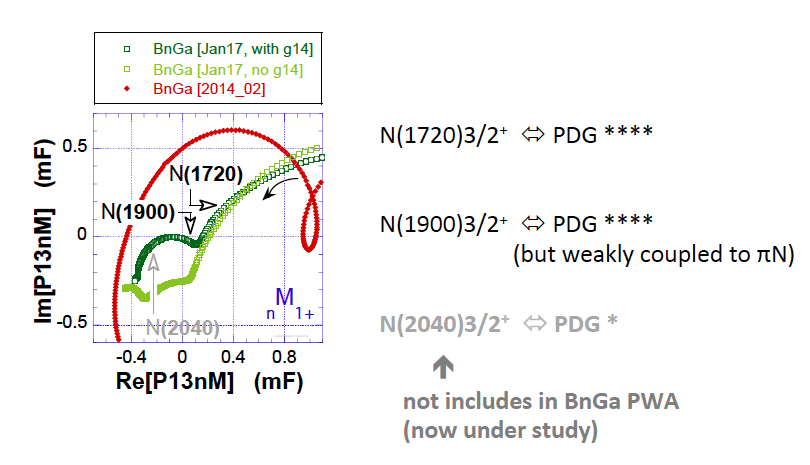 BnGa [Jan17, with g14]
BnGa [Jan17, no g14]
BnGa [2014_02]
0.5
0
-0.5
Im[P13nM] (mF)
N(1720)
N(1900)
N(2040)
nM1+
-0.4 0 0.4 0.8
Re[P13nM] (mF)
N(1720)3/2⁺ ⇔ PDG ****
N(1900)3/2⁺ ⇔ PDG ****
(but weakly coupled to πN)
N(2040)3/2⁺ ⇔ PDG *
not includes in BnGa PWA
(now under study)